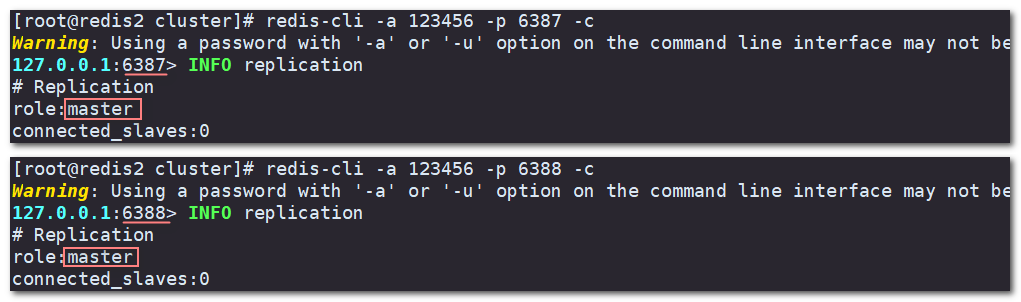 [root@redis2 cluster]# redis-cli -a 123456 -p 6387 -c
Warning: Using a password with '-a' or '-u' option on the command line interface may not be
127.0.0.1:6387> INFO replication
# Replication
role:master
connected_slaves:0
[root@redis2 cluster]# redis-cli -a 123456 -p 6388 -c
Warning: Using a password with '-a' or '-u' option on the command line interface may not be
127.0.0.1:6388> INFO replication
# Replication
role:master
connected_slaves:0